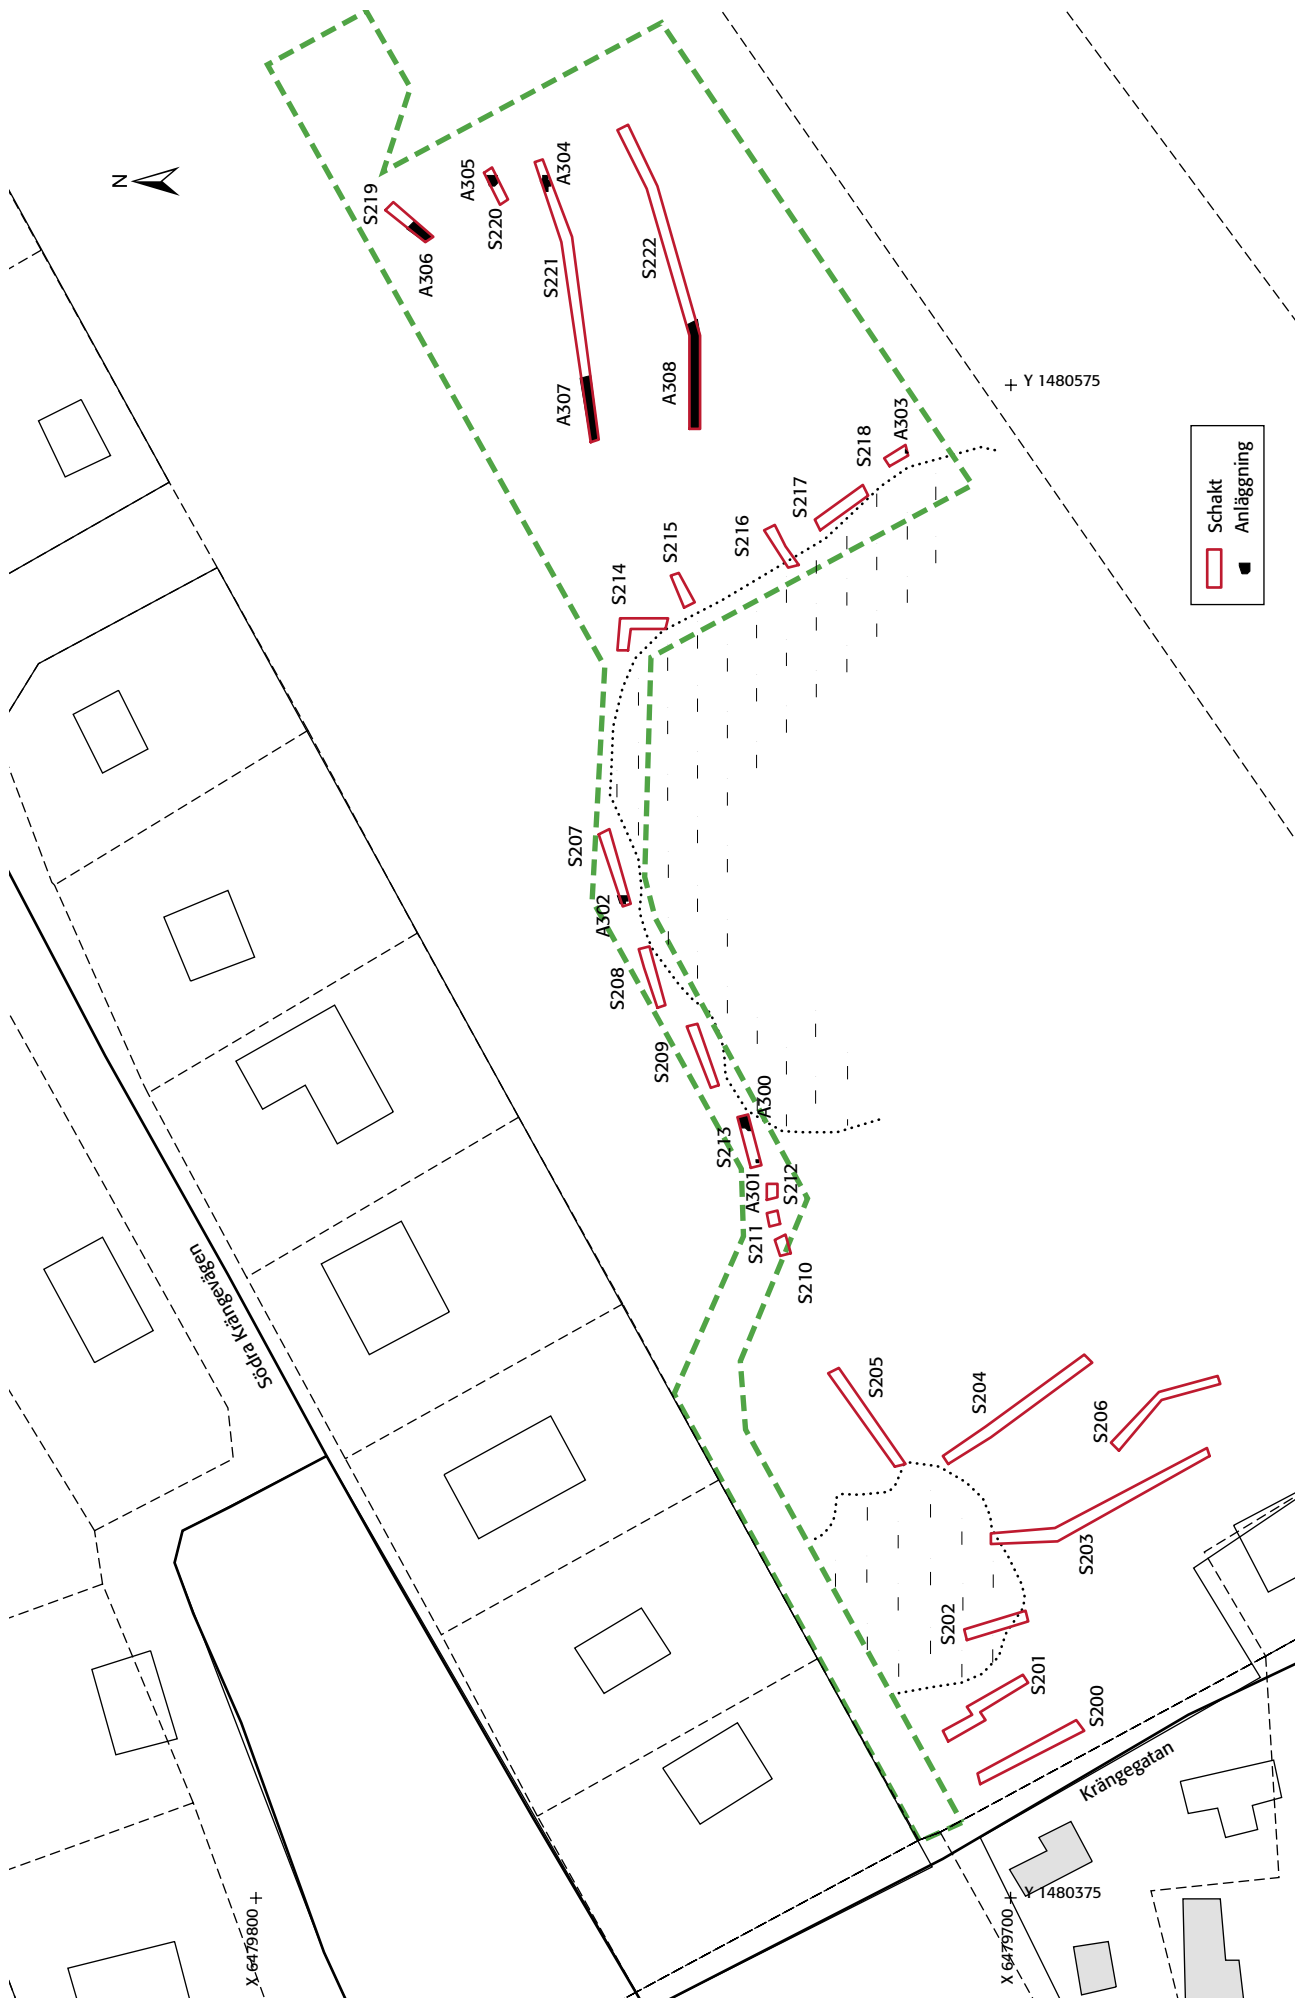 N
S219
A306
A305
S220
A304
S221
S222
A307
A308
Y 1480575
A303
S218
S217
S216
S215
S214
Schakt
Anläggning
S207
A302
S208
S209
A300
S213
A301
S212
S211
S210
Södra Krängevägen
S205
S204
S206
S203
S202
S201
S200
Krängegatan
X 6479800
Y 1480375
X 6479700